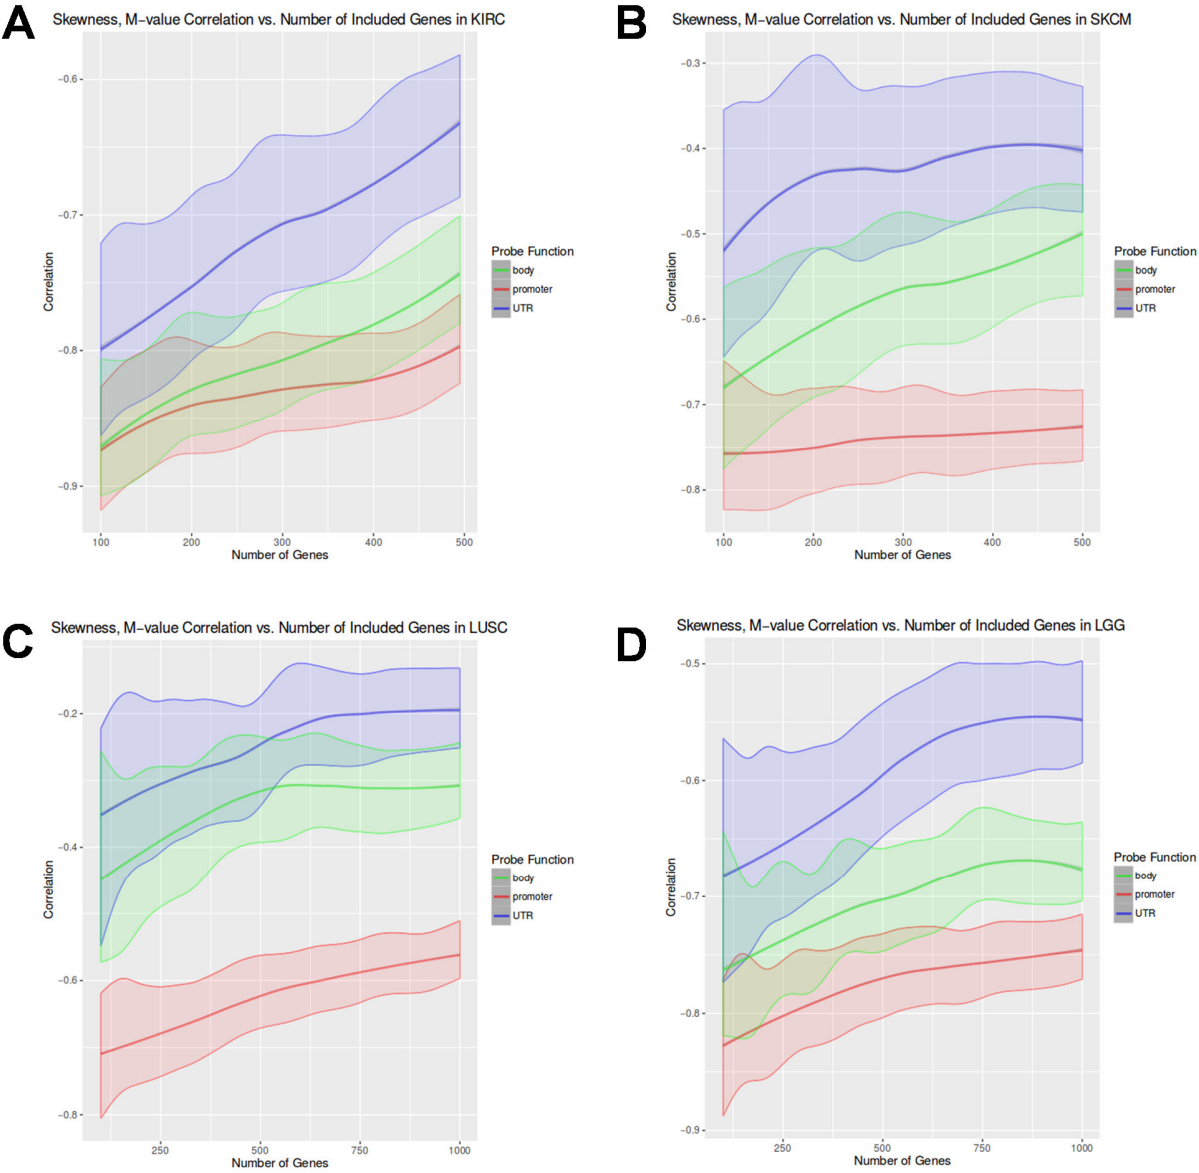 A
Skewness, M-value Correlation vs. Number of Included Genes in KIRC
−0.6
−0.7
−0.8
−0.9
Correlation
100 200 300 400 500
Number of Genes
Probe Function
body
promoter
UTR
B
Skewness, M−value Correlation vs. Number of Included Genes in SKCM
−0.3
−0.4
−0.5
−0.6
−0.7
−0.8
Correlation
100 200 300 400 500
Number of Genes
Probe Function
body
promoter
UTR
C
Skewness, M−value Correlation vs. Number of Included Genes in LUSC
−0.2
−0.4
−0.6
−0.8
Correlation
250 500 750 1000
Number of Genes
Probe Function
body
promoter
UTR
D
Skewness, M−value Correlation vs. Number of Included Genes in LGG
−0.5
−0.6
−0.7
−0.8
−0.9
Correlation
250 500 750 1000
Number of Genes
Probe Function
body
promoter
UTR